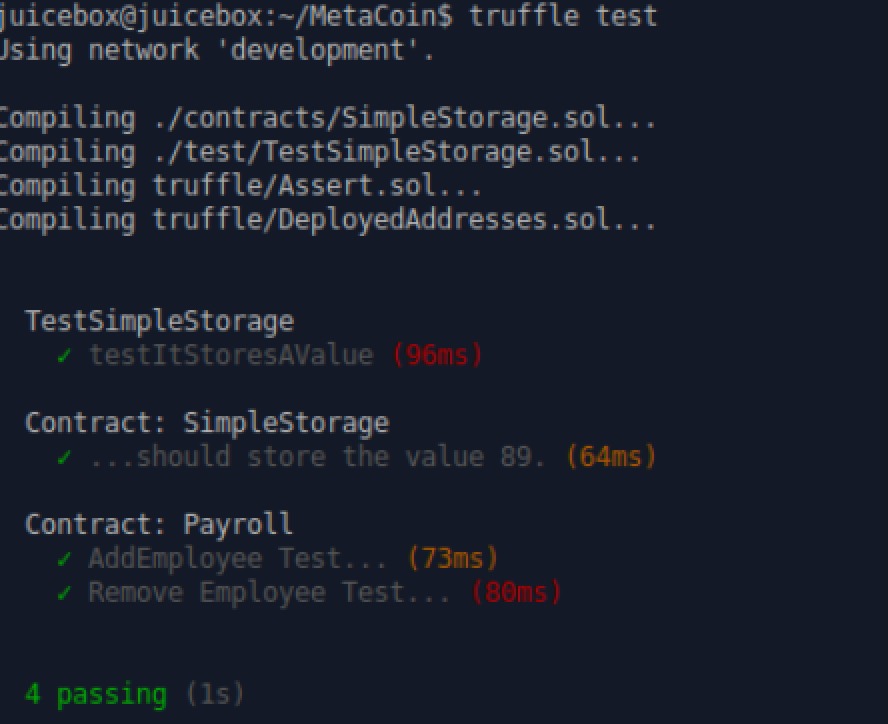 juicebox@juicebox:~/MetaCoin$ truffle test
Using network 'development'.
Compiling ./contracts/SimpleStorage.sol...
Compiling ./test/TestSimpleStorage.sol...
Compiling truffle/Assert.sol...
Compiling truffle/DeployedAddresses.sol...
TestSimpleStorage
✓ testItStoresAValue (96ms)
Contract: SimpleStorage
✓ ...should store the value 89. (64ms)
Contract: Payroll
✓ AddEmployee Test... (73ms)
✓ Remove Employee Test... (80ms)
4 passing (1s)